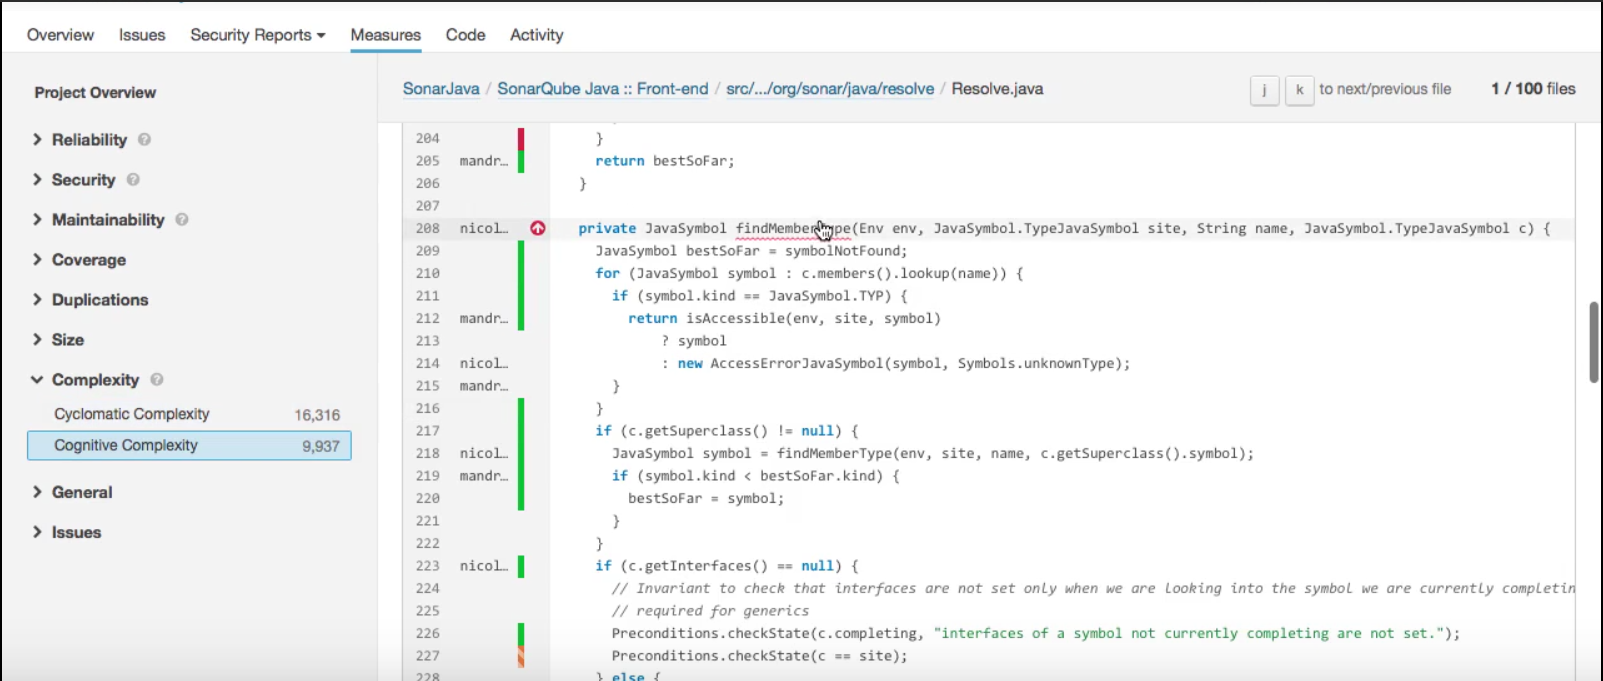 Overview Issues Security Reports Measures Code Activity
Project Overview
Reliability ?
Security ?
Maintainability ?
Coverage
Duplications
Size
Complexity ?
Cyclomatic Complexity 16,316
Cognitive Complexity 9,937
General
Issues
SonarJava / SonarQube Java :: Front-end / src/.../org/sonar/java/resolve / Resolve.java
j k to next/previous file 1 / 100 files
204 }
205 mandr... return bestSoFar;
206 }
207
208 nicol... private JavaSymbol findMemberType(Env env, JavaSymbol.TypeJavaSymbol site, String name, JavaSymbol.TypeJavaSymbol c) {
209 JavaSymbol bestSoFar = symbolNotFound;
210 for (JavaSymbol symbol : c.members().lookup(name)) {
211 if (symbol.kind == JavaSymbol.TYP) {
212 mandr... return isAccessible(env, site, symbol)
213 ? symbol
214 nicol... : new AccessErrorJavaSymbol(symbol, Symbols.unknownType);
215 mandr... }
216 }
217 if (c.getSuperclass() != null) {
218 nicol... JavaSymbol symbol = findMemberType(env, site, name, c.getSuperclass().symbol);
219 mandr... if (symbol.kind < bestSoFar.kind) {
220 bestSoFar = symbol;
221 }
222 }
223 nicol... if (c.getInterfaces() == null) {
224 // Invariant to check that interfaces are not set only when we are looking into the symbol we are currently completin
225 // required for generics
226 Preconditions.checkState(c.completing, "interfaces of a symbol not currently completing are not set.");
227 Preconditions.checkState(c == site);
228 } else {